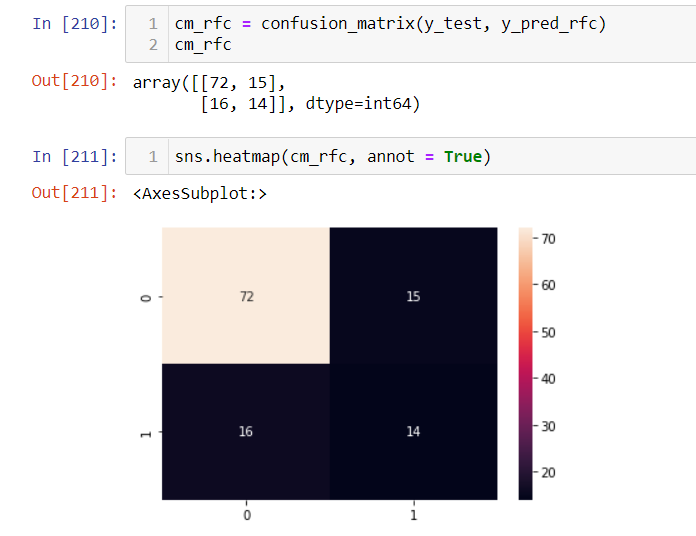 In [210]: 1 cm_rfc = confusion_matrix(y_test, y_pred_rfc)
2 cm_rfc
Out[210]: array([[72, 15],
[16, 14]], dtype=int64)
In [211]: 1 sns.heatmap(cm_rfc, annot = True)
Out[211]: <AxesSubplot:>
70
60
50
40
30
20
0
72 15
1
16 14
0 1